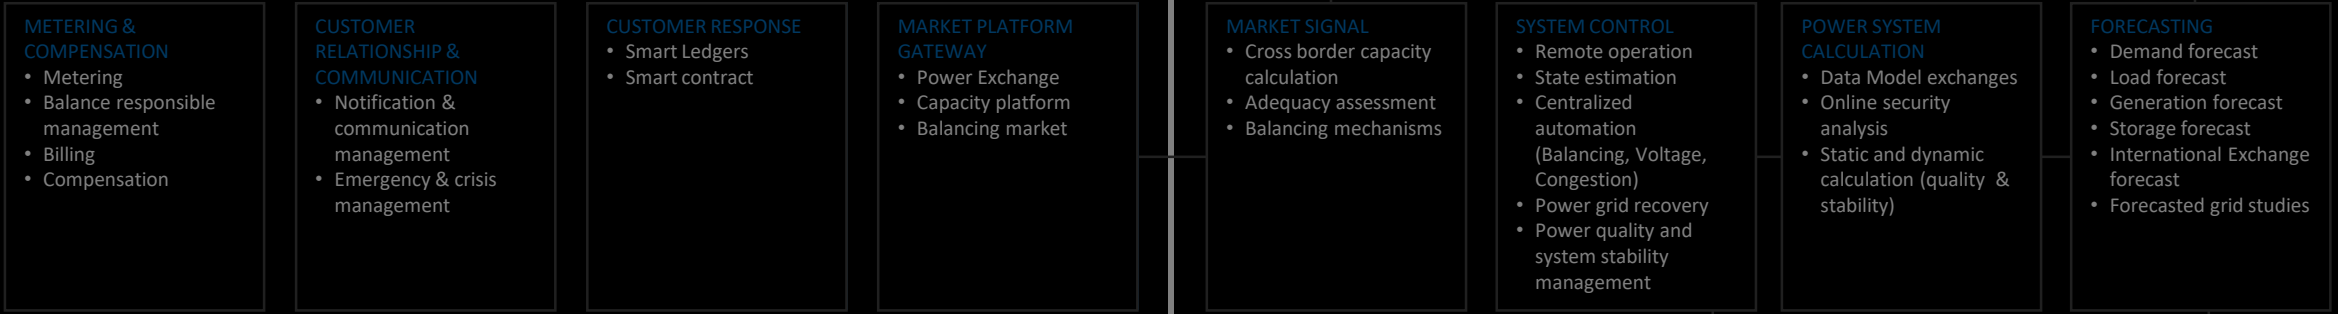 METERING &
COMPENSATION
• Metering
• Balance responsible
management
• Billing
• Compensation
CUSTOMER
RELATIONSHIP &
COMMUNICATION
• Notification &
communication
management
• Emergency & crisis
management
CUSTOMER RESPONSE
• Smart Ledgers
• Smart contract
MARKET PLATFORM
GATEWAY
• Power Exchange
• Capacity platform
• Balancing market
MARKET SIGNAL
• Cross border capacity
calculation
• Adequacy assessment
• Balancing mechanisms
SYSTEM CONTROL
• Remote operation
• State estimation
• Centralized
automation
(Balancing, Voltage,
Congestion)
• Power grid recovery
• Power quality and
system stability
management
POWER SYSTEM
CALCULATION
• Data Model exchanges
• Online security
analysis
• Static and dynamic
calculation (quality &
stability)
FORECASTING
• Demand forecast
• Load forecast
• Generation forecast
• Storage forecast
• International Exchange
forecast
• Forecasted grid studies